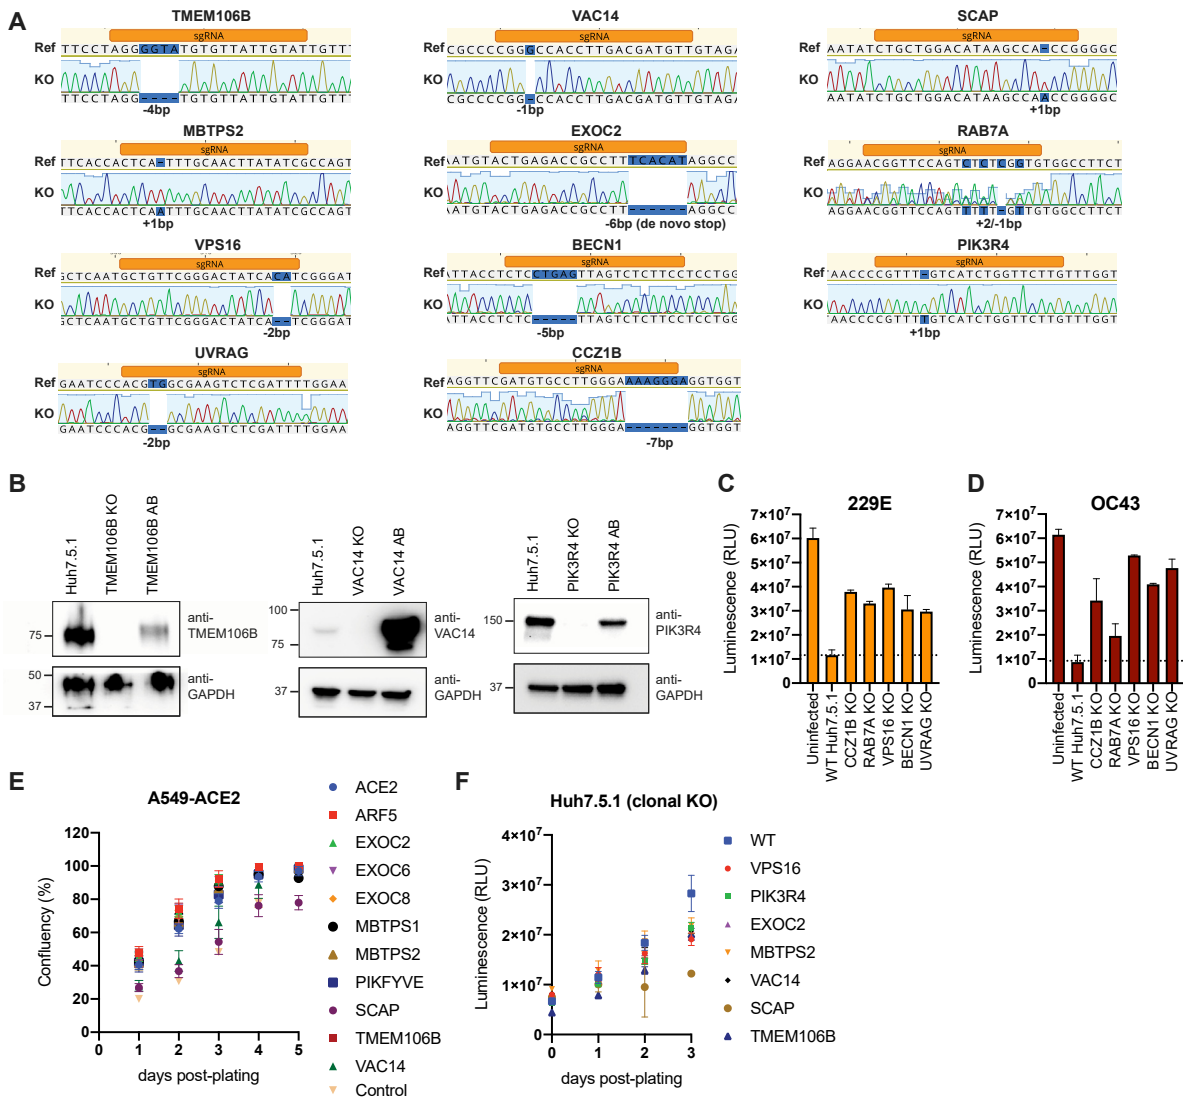 A
TMEM106B
sgRNA
Ref TTCCTAGGGGTATGTGTTATTGTATTGTTT
KO
TTCCTAGG----TGTGTTATTGTATTGTT
-4bp
VAC14
sgRNA
Ref CGCCCCGGGCCACCTTGACGATGTTGTAGA
KO
CGCCCCGG-CCACCTTGACGATGTTGTAGA
-1bp
SCAP
sgRNA
Ref AATATCTGCTGGACATAAGCCA-CCGGGGC
KO
AATATCTGCTGGACATAAGCCAACCGGGGC
+1bp
MBTPS2
sgRNA
Ref TTCACCACTCA-TTTGCAACTTATATCGCCAGT
KO
TTCACCACTCAATTTGCAACTTATATCGCCAGT
+1bp
EXOC2
sgRNA
Ref AATGTACTGAGACCGCCTTTCACATAGGCC
KO
AATGTACTGAGACCGCCTT------AGGCC
-6bp (de novo stop)
RAB7A
sgRNA
Ref AGGAACGGTTCCAGTCTCTCGGTGTGGCCTTCT
KO
AGGAACGGTTCCAGTTTTT-GTTGTGGCCTTCT
+2/-1bp
VPS16
sgRNA
Ref GCTCAATGCTGTTCGGGACTATCACATCGGGAT
KO
GCTCAATGCTGTTCGGGACTATCA--TCGGGAT
-2bp
BECN1
sgRNA
Ref ATTACCTCTCCTGAGTTAGTCTCTTCCTCCTGG
KO
ATTACCTCTC-----TTAGTCTCTTCCTCCTGG
-5bp
PIK3R4
sgRNA
Ref AACCCCGTTT-GTCATCTGGTTCTTGTTTGGT
KO
AACCCCGTTTTGTCATCTGGTTCTTGTTTGGT
+1bp
UVRAG
sgRNA
Ref GAATCCCACGTGGCGAAGTCTCGATTTTGGAA
KO
GAATCCCACG--GCGAAGTCTCGATTTTGGAA
-2bp
CCZ1B
sgRNA
Ref AGGTTCGATGTGCCTTGGGAAAAGGGAGGTGGT
KO
AGGTTCGATGTGCCTTGGGA-------GGTGGT
-7bp
B
Huh7.5.1
TMEM106B KO
TMEM106B AB
75
anti-
TMEM106B
50
37
anti-
GAPDH
Huh7.5.1
VAC14 KO
VAC14 AB
100
75
anti-
VAC14
37
anti-
GAPDH
Huh7.5.1
PIK3R4 KO
PIK3R4 AB
150
anti-
PIK3R4
37
anti-
GAPDH
C
229E
Luminescence (RLU)
7×10⁷
6×10⁷
5×10⁷
4×10⁷
3×10⁷
2×10⁷
1×10⁷
0
Uninfected
WT Huh7.5.1
CCZ1B KO
RAB7A KO
VPS16 KO
BECN1 KO
UVRAG KO
D
OC43
Luminescence (RLU)
7×10⁷
6×10⁷
5×10⁷
4×10⁷
3×10⁷
2×10⁷
1×10⁷
0
Uninfected
WT Huh7.5.1
CCZ1B KO
RAB7A KO
VPS16 KO
BECN1 KO
UVRAG KO
E
A549-ACE2
Confluency (%)
120
100
80
60
40
20
0
0 1 2 3 4 5
days post-plating
ACE2
ARF5
EXOC2
EXOC6
EXOC8
MBTPS1
MBTPS2
PIKFYVE
SCAP
TMEM106B
VAC14
Control
F
Huh7.5.1 (clonal KO)
Luminescence (RLU)
4×10⁷
3×10⁷
2×10⁷
1×10⁷
0
0 1 2 3
days post-plating
WT
VPS16
PIK3R4
EXOC2
MBTPS2
VAC14
SCAP
TMEM106B